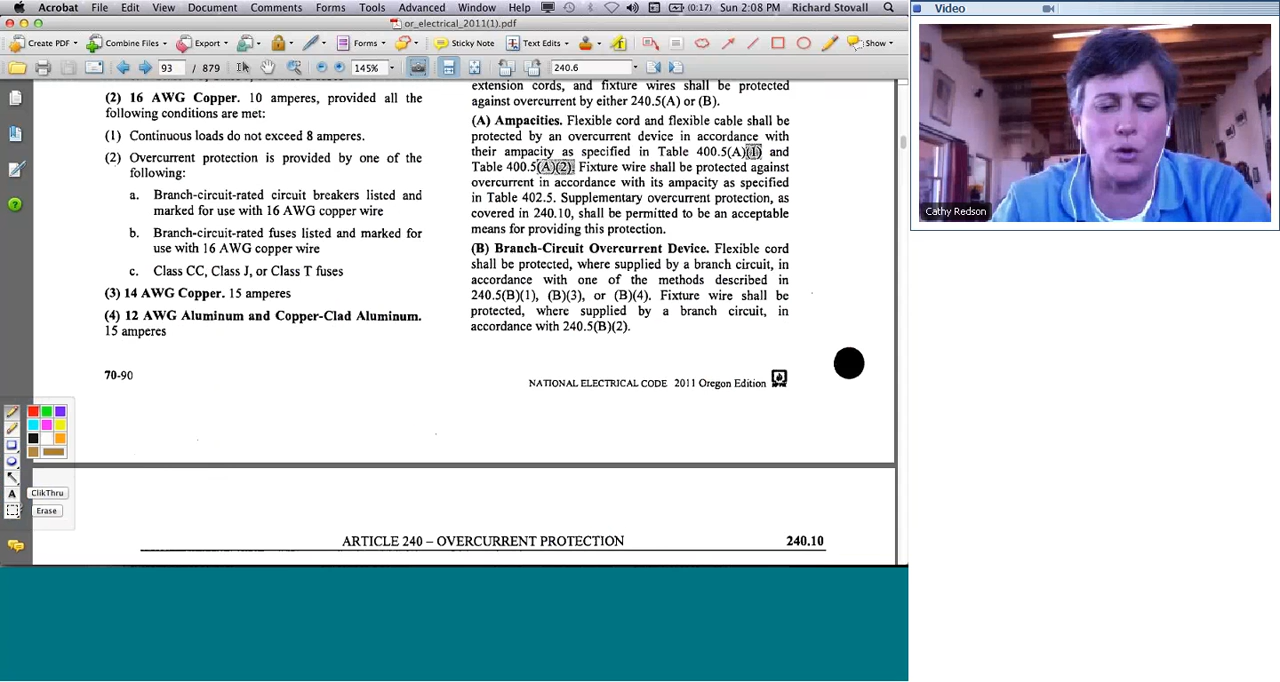 Acrobat File Edit View Document Comments Forms Tools Advanced Window Help (0:17) Sun 2:08 PM Richard Stovall
or_electrical_2011(1).pdf
Create PDF Combine Files Export Forms Sticky Note Text Edits Show
93 / 879 145% 240.6
(2) 16 AWG Copper. 10 amperes, provided all the
following conditions are met:
(1) Continuous loads do not exceed 8 amperes.
(2) Overcurrent protection is provided by one of the
following:
a. Branch-circuit-rated circuit breakers listed and
marked for use with 16 AWG copper wire
b. Branch-circuit-rated fuses listed and marked for
use with 16 AWG copper wire
c. Class CC, Class J, or Class T fuses
(3) 14 AWG Copper. 15 amperes
(4) 12 AWG Aluminum and Copper-Clad Aluminum.
15 amperes
70-90
extension cords, and fixture wires shall be protected
against overcurrent by either 240.5(A) or (B).
(A) Ampacities. Flexible cord and flexible cable shall be
protected by an overcurrent device in accordance with
their ampacity as specified in Table 400.5(A)(1) and
Table 400.5(A)(2). Fixture wire shall be protected against
overcurrent in accordance with its ampacity as specified
in Table 402.5. Supplementary overcurrent protection, as
covered in 240.10, shall be permitted to be an acceptable
means for providing this protection.
(B) Branch-Circuit Overcurrent Device. Flexible cord
shall be protected, where supplied by a branch circuit, in
accordance with one of the methods described in
240.5(B)(1), (B)(3), or (B)(4). Fixture wire shall be
protected, where supplied by a branch circuit, in
accordance with 240.5(B)(2).
NATIONAL ELECTRICAL CODE 2011 Oregon Edition
A
ClikThru
Erase
ARTICLE 240 – OVERCURRENT PROTECTION 240.10
Video
Cathy Redson